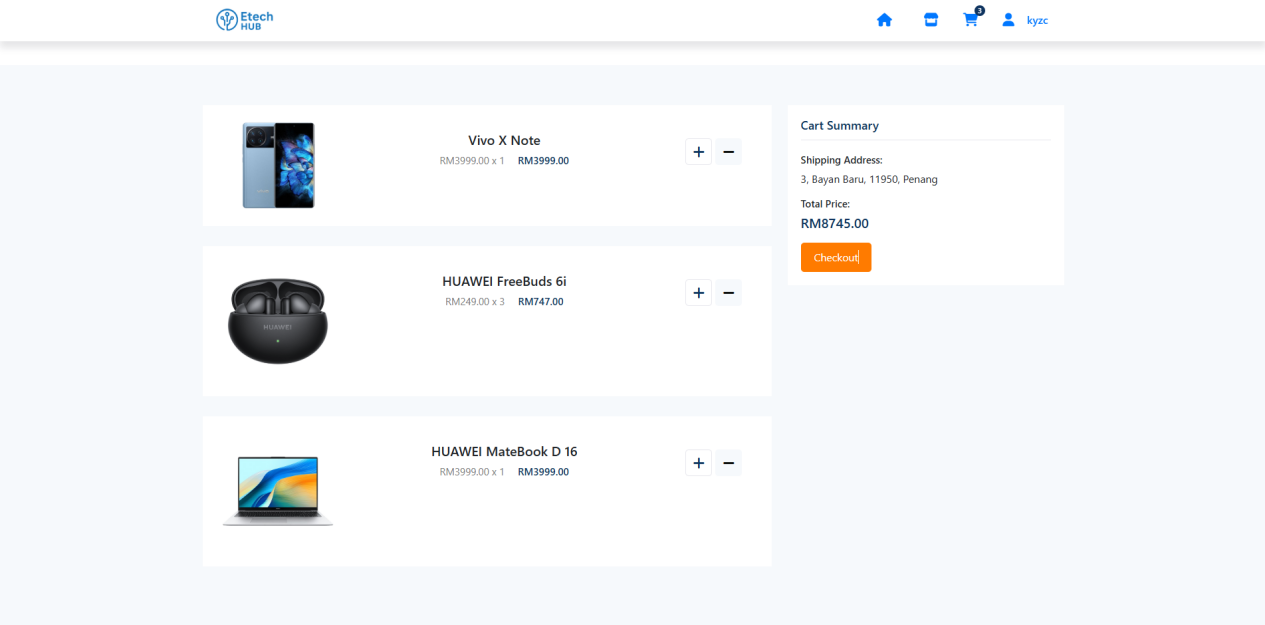 Etech
HUB
3
kyzc
Vivo X Note
RM3999.00 x 1 RM3999.00
HUAWEI
HUAWEI FreeBuds 6i
RM249.00 x 3 RM747.00
HUAWEI MateBook D 16
RM3999.00 x 1 RM3999.00
Cart Summary
Shipping Address:
3, Bayan Baru, 11950, Penang
Total Price:
RM8745.00
Checkout